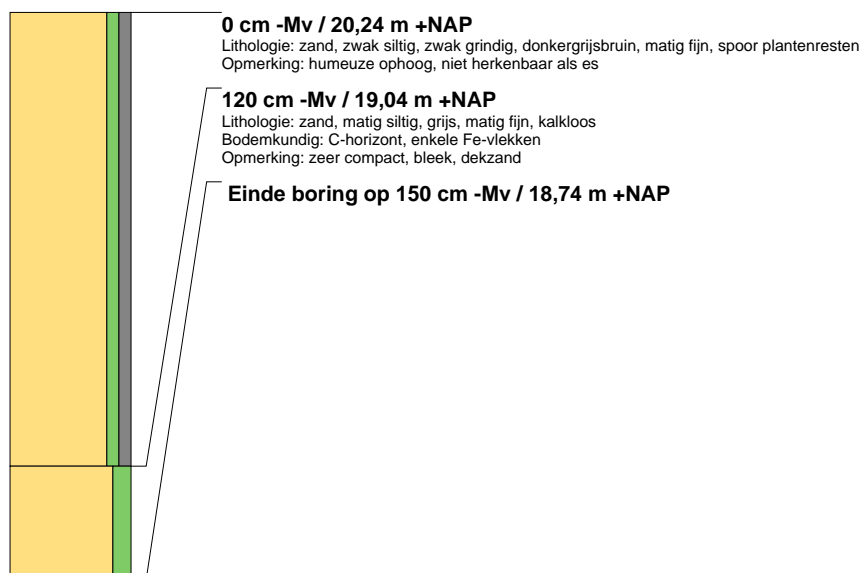 0 cm -Mv / 20,24 m +NAP
Lithologie: zand, zwak siltig, zwak grindig, donkergrijsbruin, matig fijn, spoor plantenresten
Opmerking: humeuze ophoog, niet herkenbaar als es
120 cm -Mv / 19,04 m +NAP
Lithologie: zand, matig siltig, grijs, matig fijn, kalkloos
Bodemkundig: C-horizont, enkele Fe-vlekken
Opmerking: zeer compact, bleek, dekzand
Einde boring op 150 cm -Mv / 18,74 m +NAP